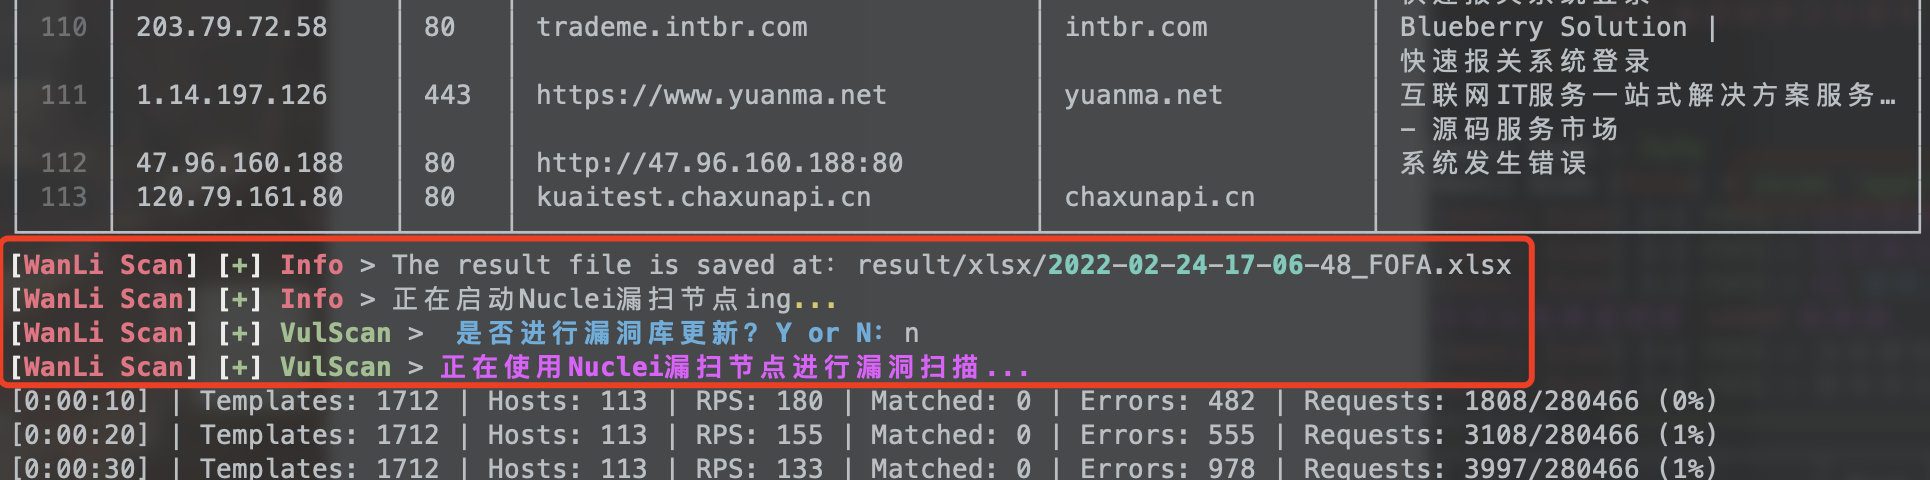 快速报关系统登录
110 203.79.72.58 80 trademe.intbr.com intbr.com Blueberry Solution |
快速报关系统登录
111 1.14.197.126 443 https://www.yuanma.net yuanma.net 互联网IT服务一站式解决方案服务…
- 源码服务市场
112 47.96.160.188 80 http://47.96.160.188:80 系统发生错误
113 120.79.161.80 80 kuaitest.chaxunapi.cn chaxunapi.cn
[WanLi Scan] [+] Info > The result file is saved at: result/xlsx/2022-02-24-17-06-48_FOFA.xlsx
[WanLi Scan] [+] Info > 正在启动Nuclei漏扫节点ing...
[WanLi Scan] [+] VulScan > 是否进行漏洞库更新? Y or N: n
[WanLi Scan] [+] VulScan > 正在使用Nuclei漏扫节点进行漏洞扫描...
[0:00:10] | Templates: 1712 | Hosts: 113 | RPS: 180 | Matched: 0 | Errors: 482 | Requests: 1808/280466 (0%)
[0:00:20] | Templates: 1712 | Hosts: 113 | RPS: 155 | Matched: 0 | Errors: 555 | Requests: 3108/280466 (1%)
[0:00:30] | Templates: 1712 | Hosts: 113 | RPS: 133 | Matched: 0 | Errors: 978 | Requests: 3997/280466 (1%)